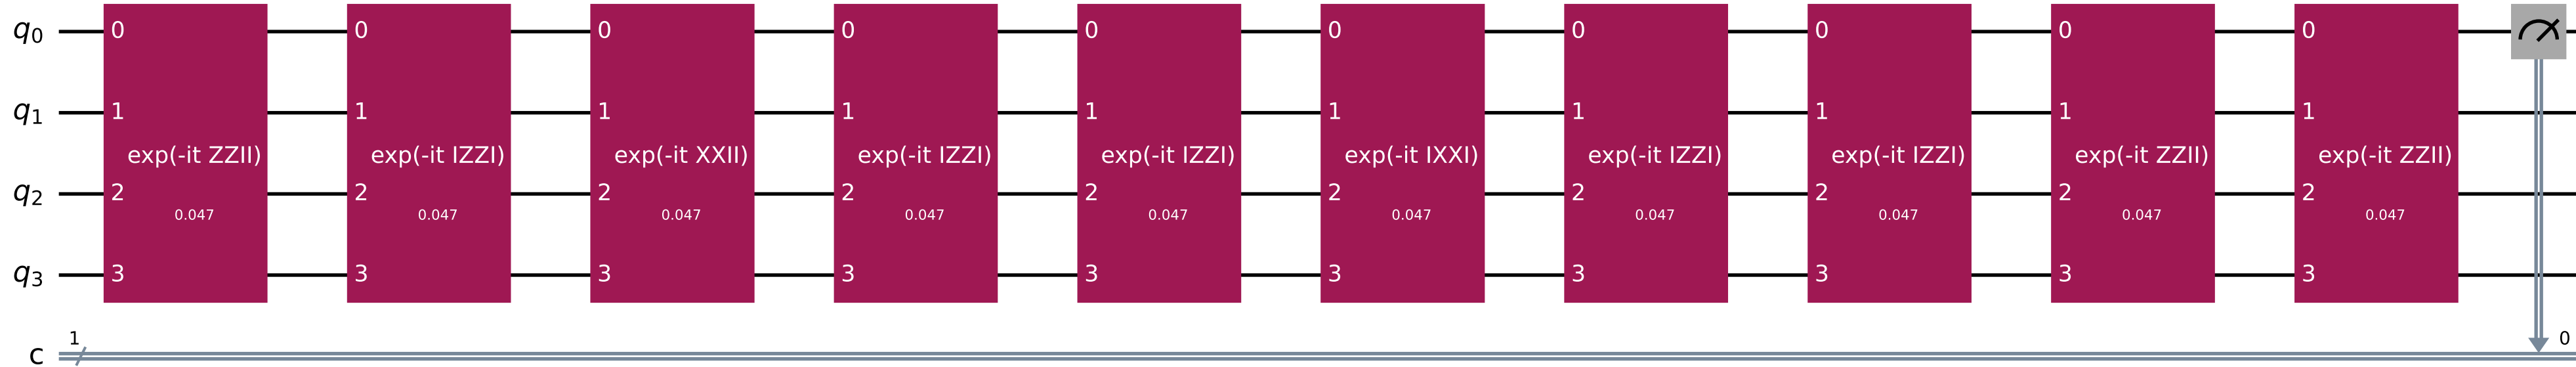 q0 0 0 0 0 0 0 0 0 0 0
q1 1 1 1 1 1 1 1 1 1 1
exp(-it ZZII) exp(-it IZZI) exp(-it XXII) exp(-it IZZI) exp(-it IZZI) exp(-it IXXI) exp(-it IZZI) exp(-it IZZI) exp(-it ZZII) exp(-it ZZII)
q2 2 2 2 2 2 2 2 2 2 2
0.047 0.047 0.047 0.047 0.047 0.047 0.047 0.047 0.047 0.047
q3 3 3 3 3 3 3 3 3 3 3
1 0
c